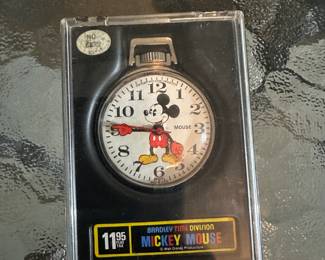 NO
12
1
2
3
4
5
6
7
8
9
10
11
MOUSE
BRADLEY TIME DIVISION
11.95
MICKEY MOUSE
© Walt Disney Productions